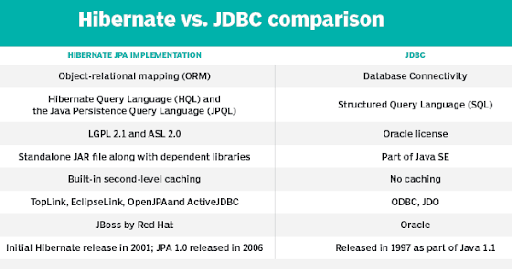 Hibernate vs. JDBC comparison
HIBERNATE JPA IMPLEMENTATION
JDBC
Object-relational mapping (ORM)
Database Connectivity
Hibernate Query Language (HQL) and
the Java Persistence Query Language (JPQL)
Structured Query Language (SQL)
LGPL 2.1 and ASL 2.0
Oracle license
Standalone JAR file along with dependent libraries
Part of Java SE
Built-in second-level caching
No caching
TopLink, EclipseLink, OpenJPAand ActiveJDBC
ODBC, JDO
JBoss by Red Hat
Oracle
Initial Hibernate release in 2001; JPA 1.0 released in 2006
Released in 1997 as part of Java 1.1